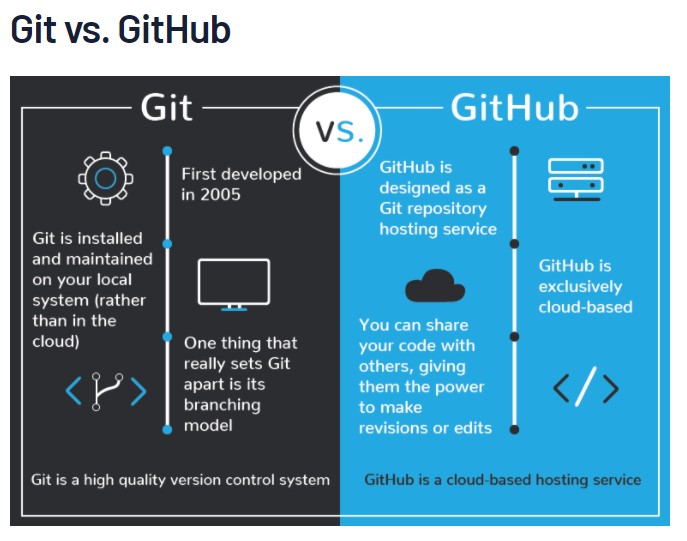 Git vs. GitHub
Git
vs.
GitHub
First developed
in 2005
Git is installed
and maintained
on your local
system (rather
than in the
cloud)
One thing that
really sets Git
apart is its
branching
model
Git is a high quality version control system
GitHub is
designed as a
Git repository
hosting service
GitHub is
exclusively
cloud-based
You can share
your code with
others, giving
them the power
to make
revisions or edits
GitHub is a cloud-based hosting service